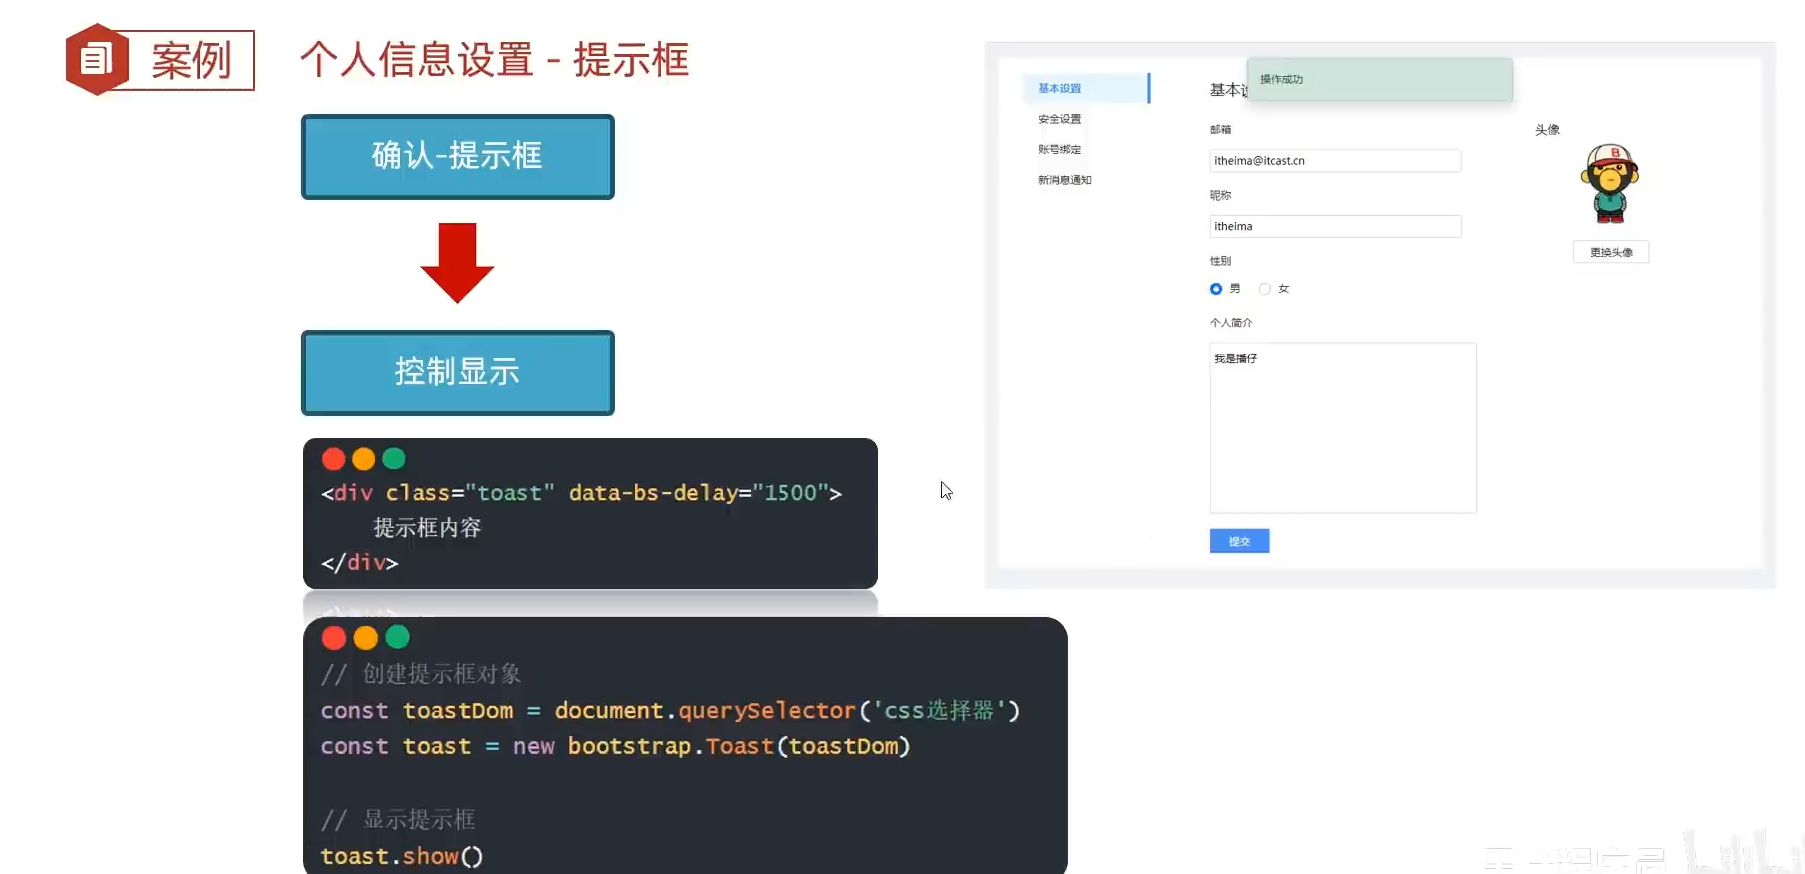 案例
个人信息设置 - 提示框
确认-提示框
控制显示
<div class="toast" data-bs-delay="1500">
提示框内容
</div>
// 创建提示框对象
const toastDom = document.querySelector('css选择器')
const toast = new bootstrap.Toast(toastDom)
// 显示提示框
toast.show()
基本设置
安全设置
账号绑定
新消息通知
操作成功
基本设
邮箱
itheima@itcast.cn
昵称
itheima
性别
男 女
个人简介
我是播仔
提交
头像
B
更换头像